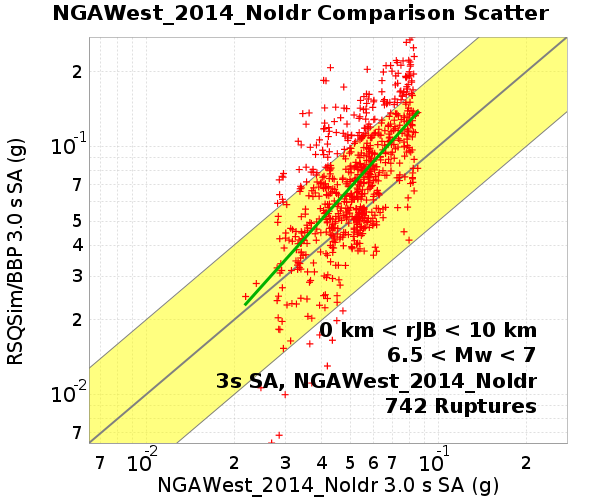 NGAWest_2014_NoIdr Comparison Scatter
RSQSim/BBP 3.0 s SA (g)
2
10-1
7
5
4
3
2
10-2
7
0 km < rJB < 10 km
6.5 < Mw < 7
3s SA, NGAWest_2014_NoIdr
742 Ruptures
7 10-2 2 3 4 5 6 7 10-1 2
NGAWest_2014_NoIdr 3.0 s SA (g)